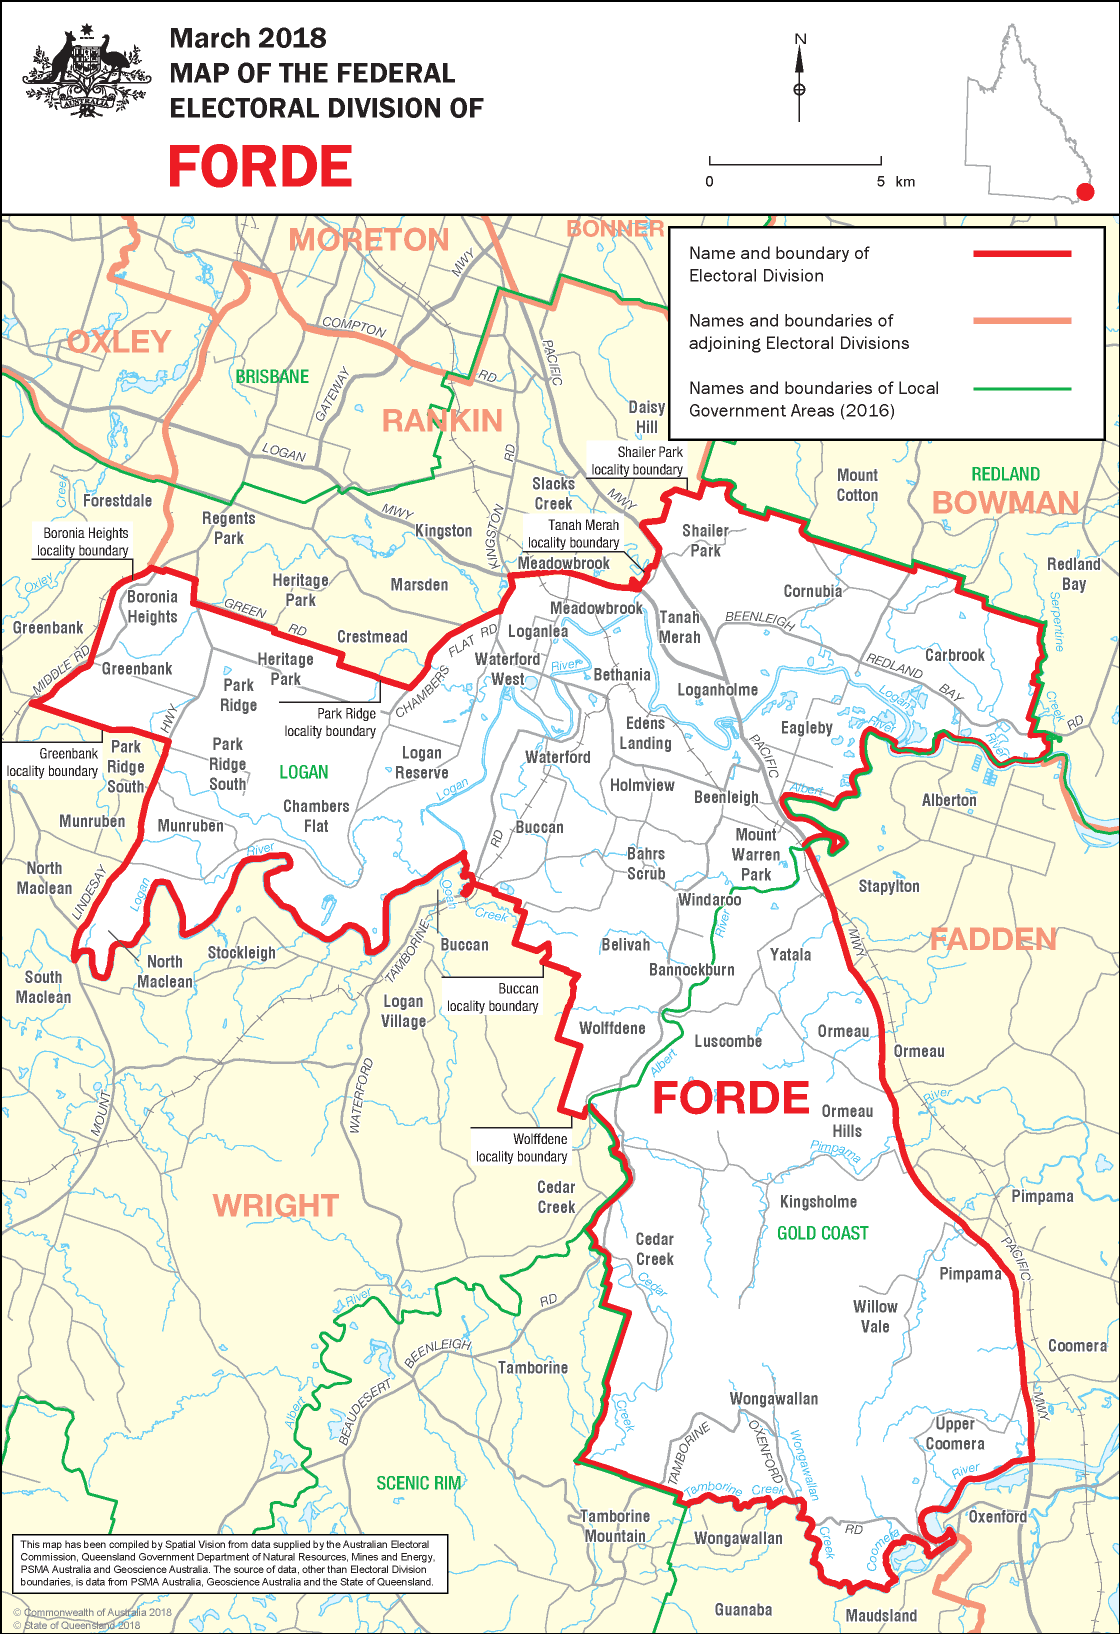 March 2018
MAP OF THE FEDERAL
ELECTORAL DIVISION OF
FORDE
AUSTRALIA
N
0
5 km
Name and boundary of
Electoral Division
Names and boundaries of
adjoining Electoral Divisions
Names and boundaries of Local
Government Areas (2016)
MORETON
BONNER
MWY
OXLEY
COMPTON
PACIFIC
BRISBANE
GATEWAY
RD
RANKIN
Daisy
Hill
LOGAN
RD
Shailer Park
locality boundary
Mount
Cotton
REDLAND
BOWMAN
Creek
Forestdale
Slacks
Creek
MWY
MWY
Regents
Park
Kingston
KINGSTON
Tanah Merah
locality boundary
Shailer
Park
Boronia Heights
locality boundary
Meadowbrook
Redland
Bay
Oxley
Heritage
Park
Marsden
Cornubia
Boronia
Heights
GREEN
RD
Meadowbrook
Tanah
Merah
BEENLEIGH
Serpentine
Greenbank
Crestmead
FLAT RD
Loganlea
Carbrook
MIDDLE RD
Greenbank
Heritage
Park
Waterford
West
River
Bethania
REDLAND
BAY
Park
Ridge
CHAMBERS
Loganholme
Logan
River
Creek
RD
HWY
Park Ridge
locality boundary
Edens
Landing
Eagleby
River
Greenbank
locality boundary
Park
Ridge
South
Park
Ridge
South
LOGAN
Logan
Reserve
Waterford
PACIFIC
Logan
Holmview
Beenleigh
Albert
Alberton
Munruben
Munruben
Chambers
Flat
RD
Buccan
Mount
Warren
Park
River
Bahrs
Scrub
North
Maclean
LINDESAY
Logan
Logan
Creek
Windaroo
River
Stapylton
Stockleigh
TAMBORINE
Buccan
Belivah
MWY
FADDEN
South
Maclean
North
Maclean
Bannockburn
Yatala
Logan
Village
Buccan
locality boundary
Wolffdene
Luscombe
Ormeau
Ormeau
Albert
MOUNT
WATERFORD
FORDE
River
Ormeau
Hills
Wolffdene
locality boundary
Pimpama
WRIGHT
Cedar
Creek
Kingsholme
Pimpama
GOLD COAST
Cedar
Creek
PACIFIC
Pimpama
Cedar
River
RD
Willow
Vale
BEENLEIGH
Coomera
Tamborine
Albert
BEAUDESERT
Creek
Wongawallan
MWY
TAMBORINE
OXENFORD
Wongawallan
Upper
Coomera
SCENIC RIM
River
Tamborine Creek
Tamborine
Mountain
Wongawallan
Creek
RD
Coomera
Oxenford
Guanaba
Maudsland
This map has been compiled by Spatial Vision from data supplied by the Australian Electoral
Commission, Queensland Government Department of Natural Resources, Mines and Energy,
PSMA Australia and Geoscience Australia. The source of data, other than Electoral Division
boundaries, is data from PSMA Australia, Geoscience Australia and the State of Queensland.
© Commonwealth of Australia 2018
© State of Queensland 2018